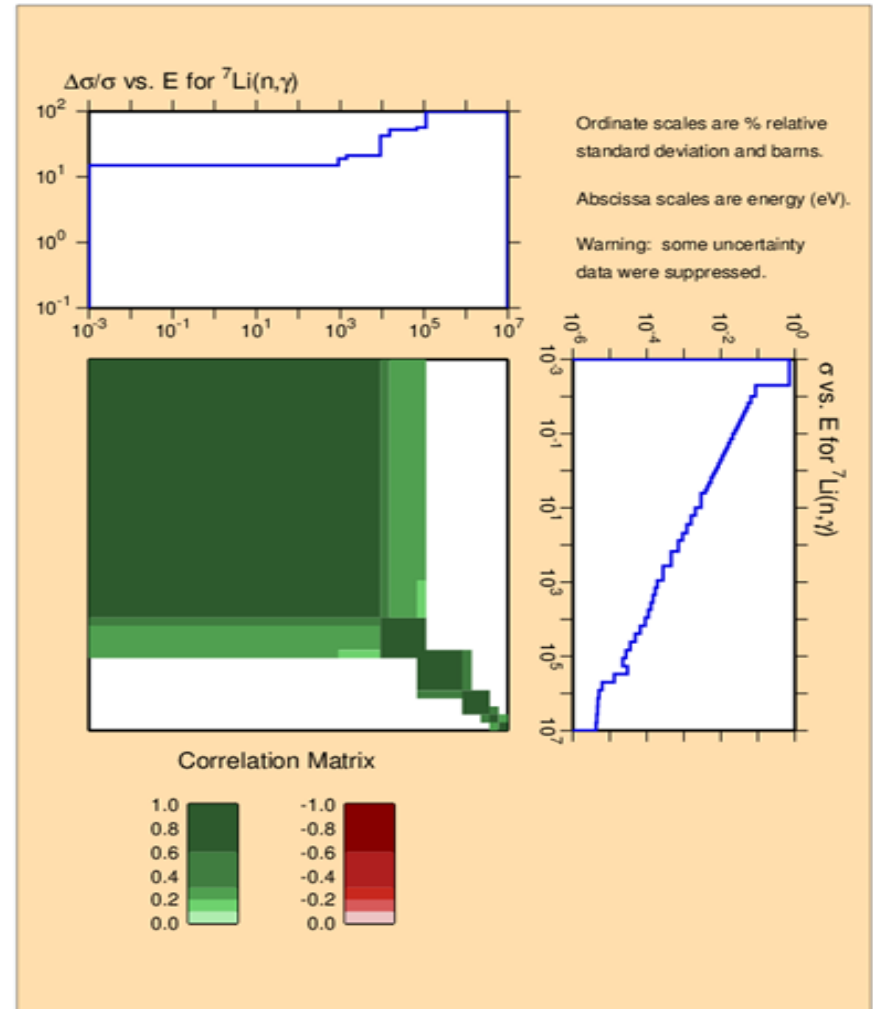 Δσ/σ vs. E for ⁷Li(n,γ)
10² 
10¹
10⁰
10⁻¹
10⁻³ 10⁻¹ 10¹ 10³ 10⁵ 10⁷
Ordinate scales are % relative
standard deviation and barns.
Abscissa scales are energy (eV).
Warning: some uncertainty
data were suppressed.
10⁻⁶ 10⁻⁴ 10⁻² 10⁰
σ vs. E for ⁷Li(n,γ)
10⁻³
10⁻¹
10¹
10³
10⁵
10⁷
Correlation Matrix
1.0 -1.0
0.8 -0.8
0.6 -0.6
0.4 -0.4
0.2 -0.2
0.0 0.0